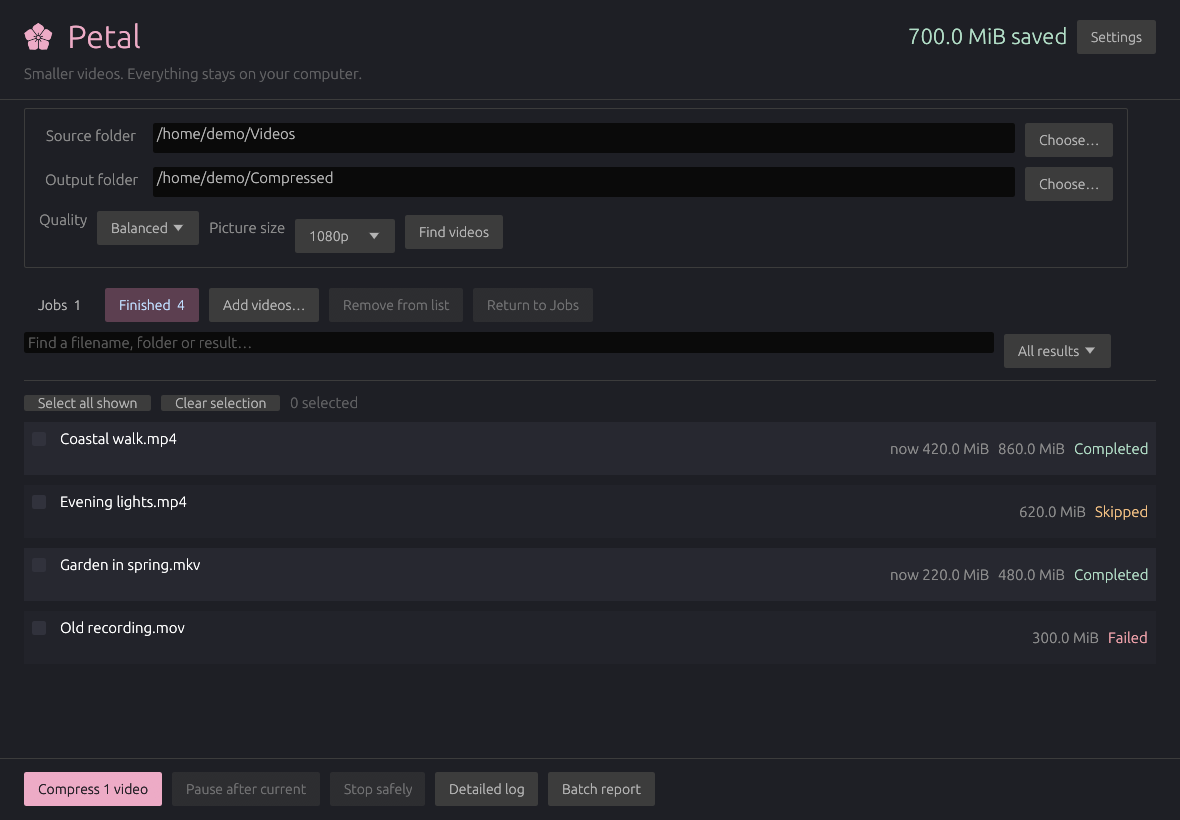 Petal
700.0 MiB saved
Settings
Smaller videos. Everything stays on your computer.
Source folder
/home/demo/Videos
Choose…
Output folder
/home/demo/Compressed
Choose…
Quality
Balanced
Picture size
1080p
Find videos
Jobs 1
Finished 4
Add videos…
Remove from list
Return to Jobs
Find a filename, folder or result…
All results
Select all shown
Clear selection
0 selected
Coastal walk.mp4
now 420.0 MiB 860.0 MiB Completed
Evening lights.mp4
620.0 MiB Skipped
Garden in spring.mkv
now 220.0 MiB 480.0 MiB Completed
Old recording.mov
300.0 MiB Failed
Compress 1 video
Pause after current
Stop safely
Detailed log
Batch report